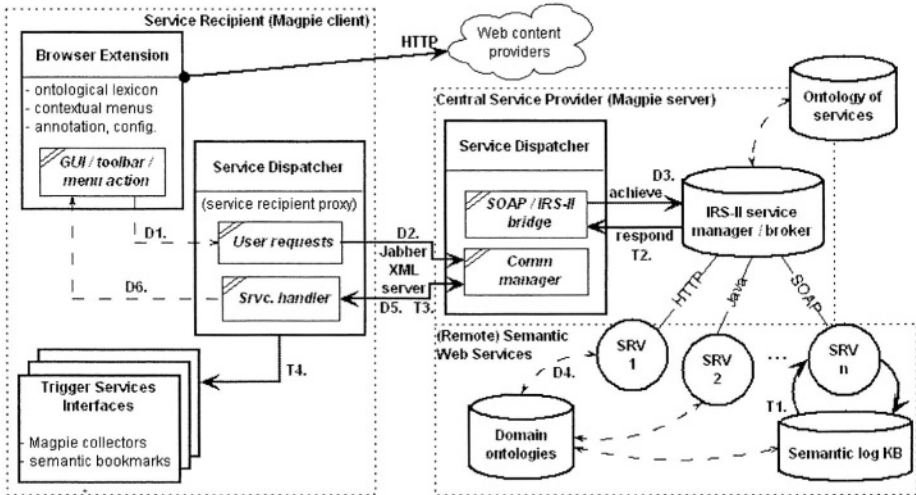 Service Recipient (Magpie client)
Browser Extension
- ontological lexicon
- contextual menus
- annotation, config.
GUI / toolbar /
menu action
HTTP
Web content
providers
Central Service Provider (Magpie server)
Ontology of
services
Service Dispatcher
(service recipient proxy)
User requests
Srvc. handler
D1.
D6.
D2.
Jabber
XML
server
D5. T3.
Service Dispatcher
SOAP / IRS-II
bridge
Comm
manager
D3.
achieve
respond
T2.
IRS-II service
manager / broker
HTTP
Java
SOAP
T4.
Trigger Services
Interfaces
- Magpie collectors
- semantic bookmarks
(Remote) Semantic
Web Services
SRV
1
SRV
2
...
SRV
n
D4.
T1.
Domain
ontologies
Semantic log KB